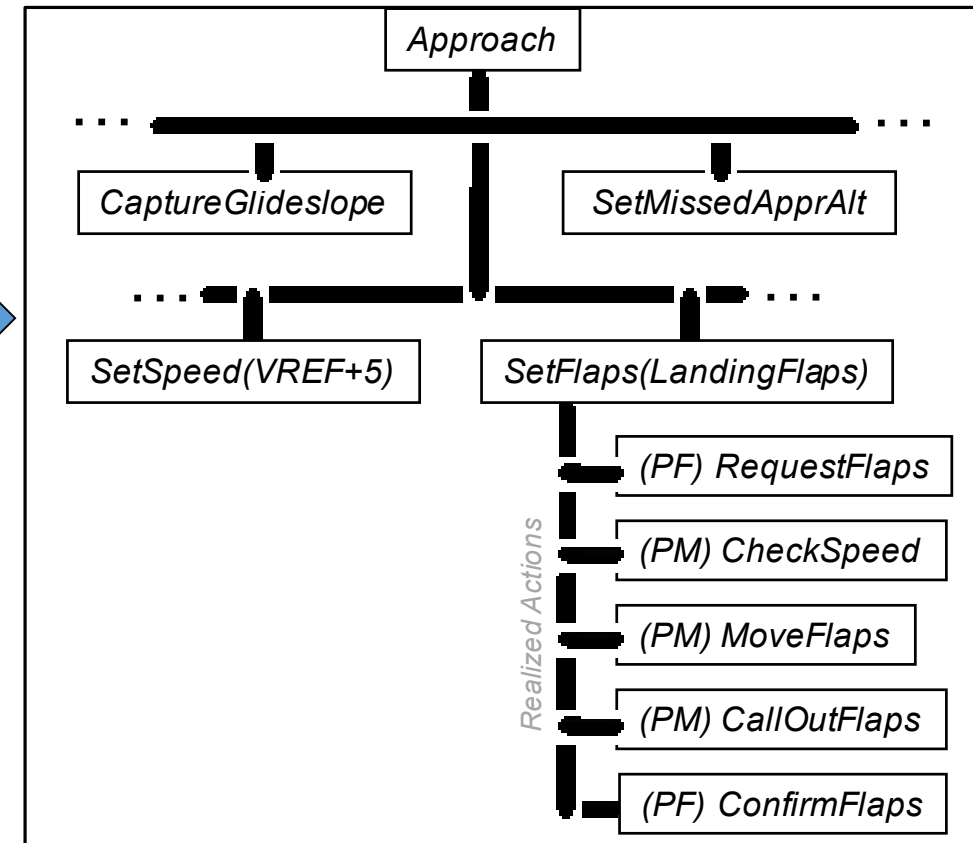 Approach
. . .
. . .
CaptureGlideslope
SetMissedApprAlt
. . .
. . .
SetSpeed(VREF+5)
SetFlaps(LandingFlaps)
Realized Actions
(PF) RequestFlaps
(PM) CheckSpeed
(PM) MoveFlaps
(PM) CallOutFlaps
(PF) ConfirmFlaps